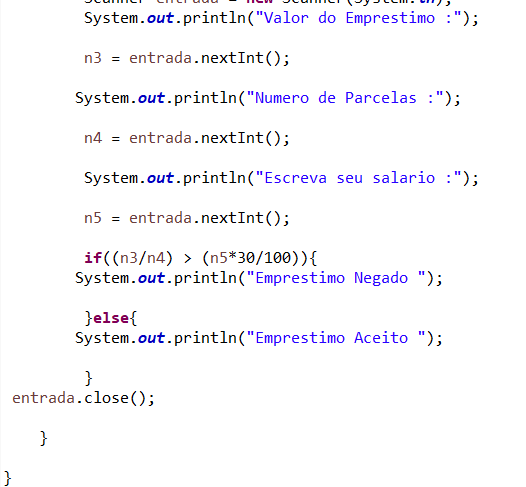 Scanner entrada = new Scanner(System.in);
System.out.println("Valor do Emprestimo :");
n3 = entrada.nextInt();
System.out.println("Numero de Parcelas :");
n4 = entrada.nextInt();
System.out.println("Escreva seu salario :");
n5 = entrada.nextInt();
if((n3/n4) > (n5*30/100)){
System.out.println("Emprestimo Negado ");
}else{
System.out.println("Emprestimo Aceito ");
}
entrada.close();
}
}